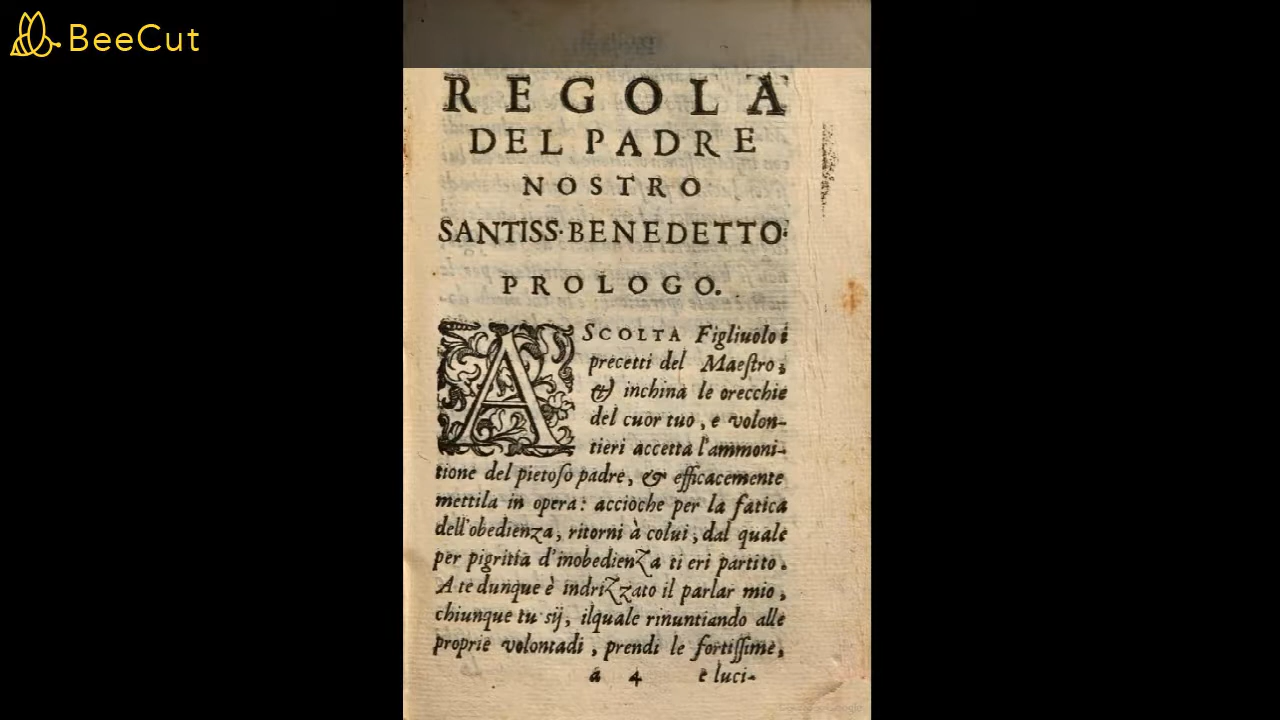 BeeCut
REGOLA
DEL PADRE
NOSTRO
SANTISS. BENEDETTO.
PROLOGO.
ASCOLTA Figliuolo i
precetti del Maeſtro,
& inchina le orecchie
del cuor tuo, e volon-
tieri accetta l'ammoni-
tione del pietoſo padre, & efficacemente
mettila in opera: accioche per la fatica
dell'obedienza, ritorni à colui, dal quale
per pigritia d'inobedienza ti eri partito.
A te dunque è indrizzato il parlar mio,
chiunque tu sij, ilquale rinuntiando alle
proprie volontadi, prendi le fortiſſime,
a 4 e luci-